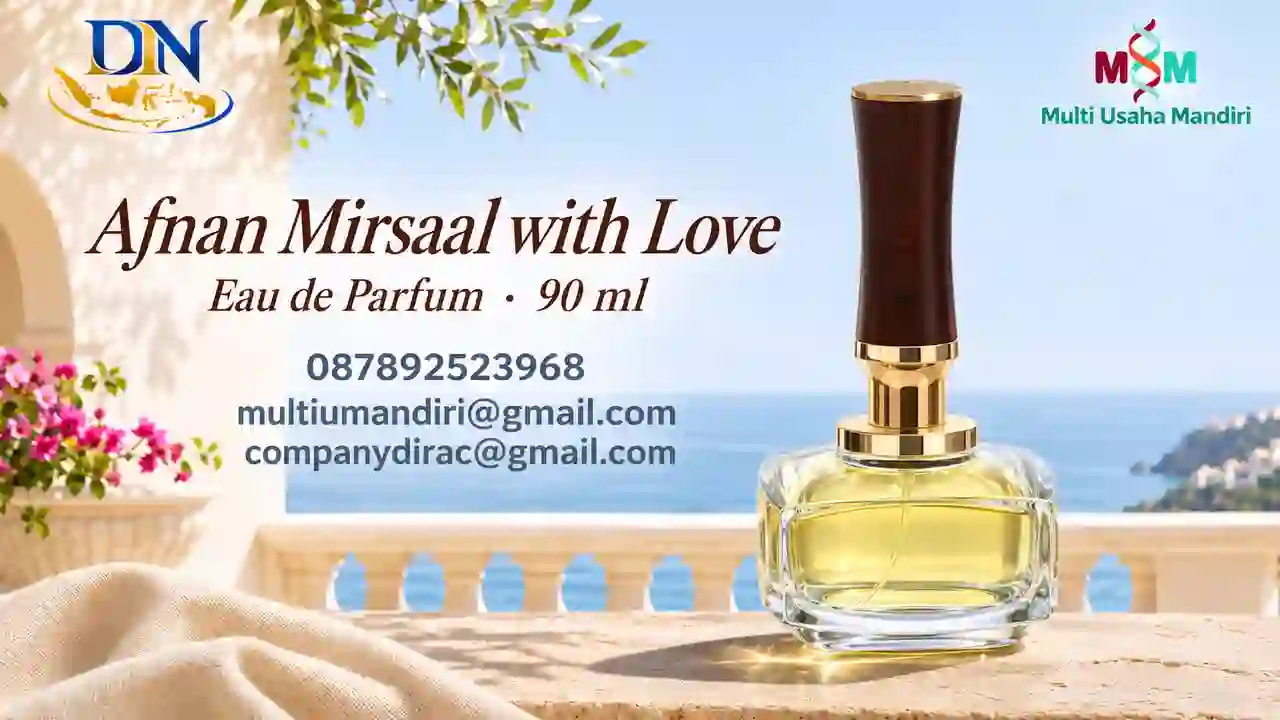 DN
MSM
Multi Usaha Mandiri
Afnan Mirsaal with Love
Eau de Parfum · 90 ml
087892523968
multiumandiri@gmail.com
companydirac@gmail.com